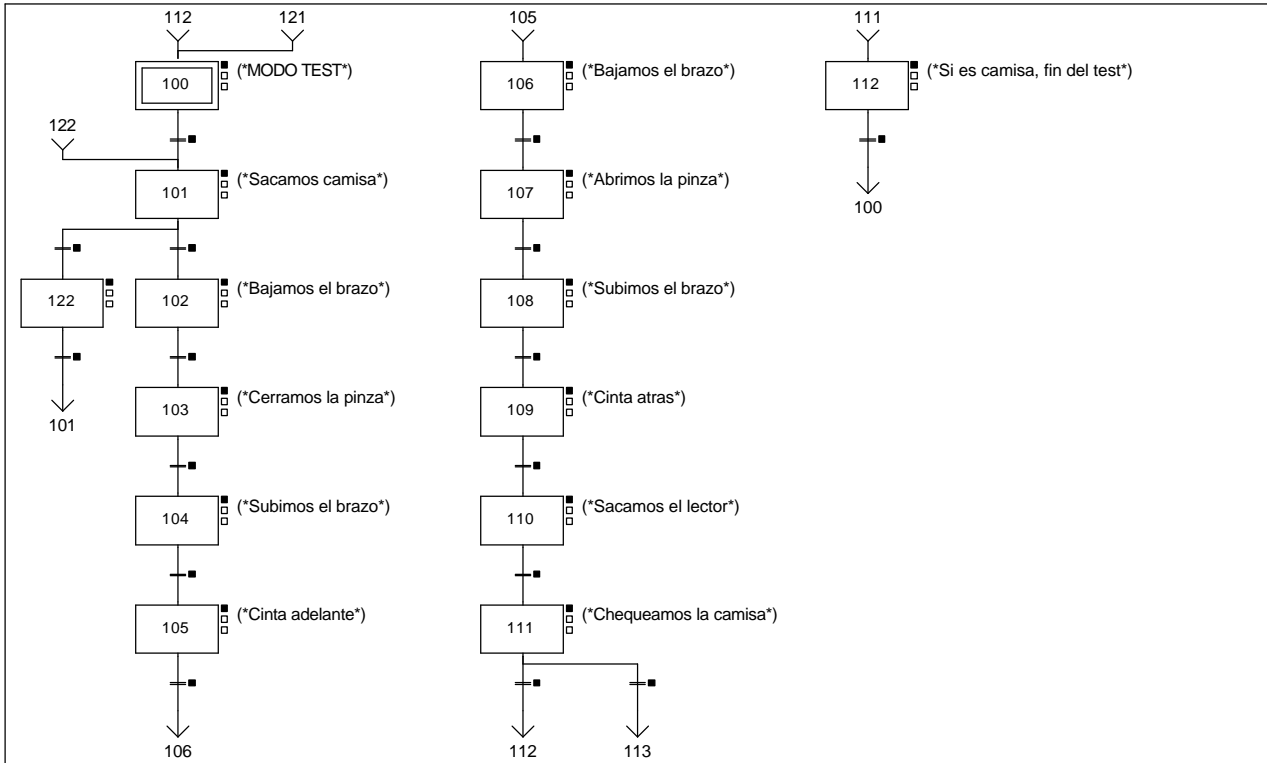 112
121
100
(*MODO TEST*)
122
101
(*Sacamos camisa*)
122
102
(*Bajamos el brazo*)
101
103
(*Cerramos la pinza*)
104
(*Subimos el brazo*)
105
(*Cinta adelante*)
106
105
106
(*Bajamos el brazo*)
107
(*Abrimos la pinza*)
108
(*Subimos el brazo*)
109
(*Cinta atras*)
110
(*Sacamos el lector*)
111
(*Chequeamos la camisa*)
112
113
111
112
(*Si es camisa, fin del test*)
100